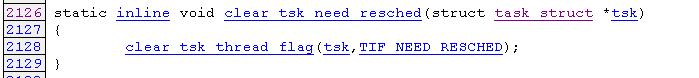 2126 static inline void clear_tsk_need_resched(struct task_struct *tsk)
2127 {
2128 clear_tsk_thread_flag(tsk,TIF_NEED_RESCHED);
2129 }